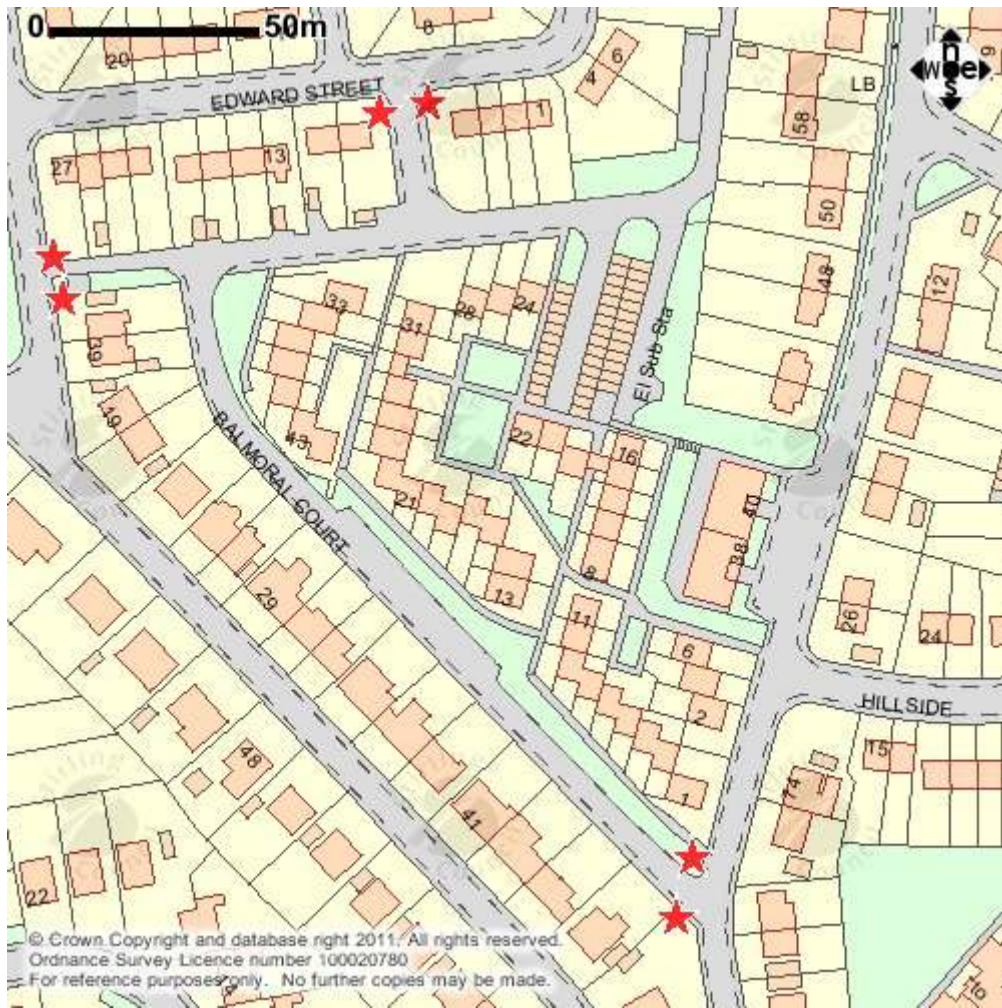 0 50m
n
W e
s
20
8
6
4
9
LB
EDWARD STREET
1
58
27
13
50
48
33
28
24
31
12
39
El Sub Sta
19
BALMORAL COURT
43
22
16
21
40
38
29
13
8
11
26
24
6
2
HILLSIDE
15
48
74
1
41
22
© Crown Copyright and database right 2011. All rights reserved.
Ordnance Survey Licence number 100020780
For reference purposes only. No further copies may be made.
Stirling Council